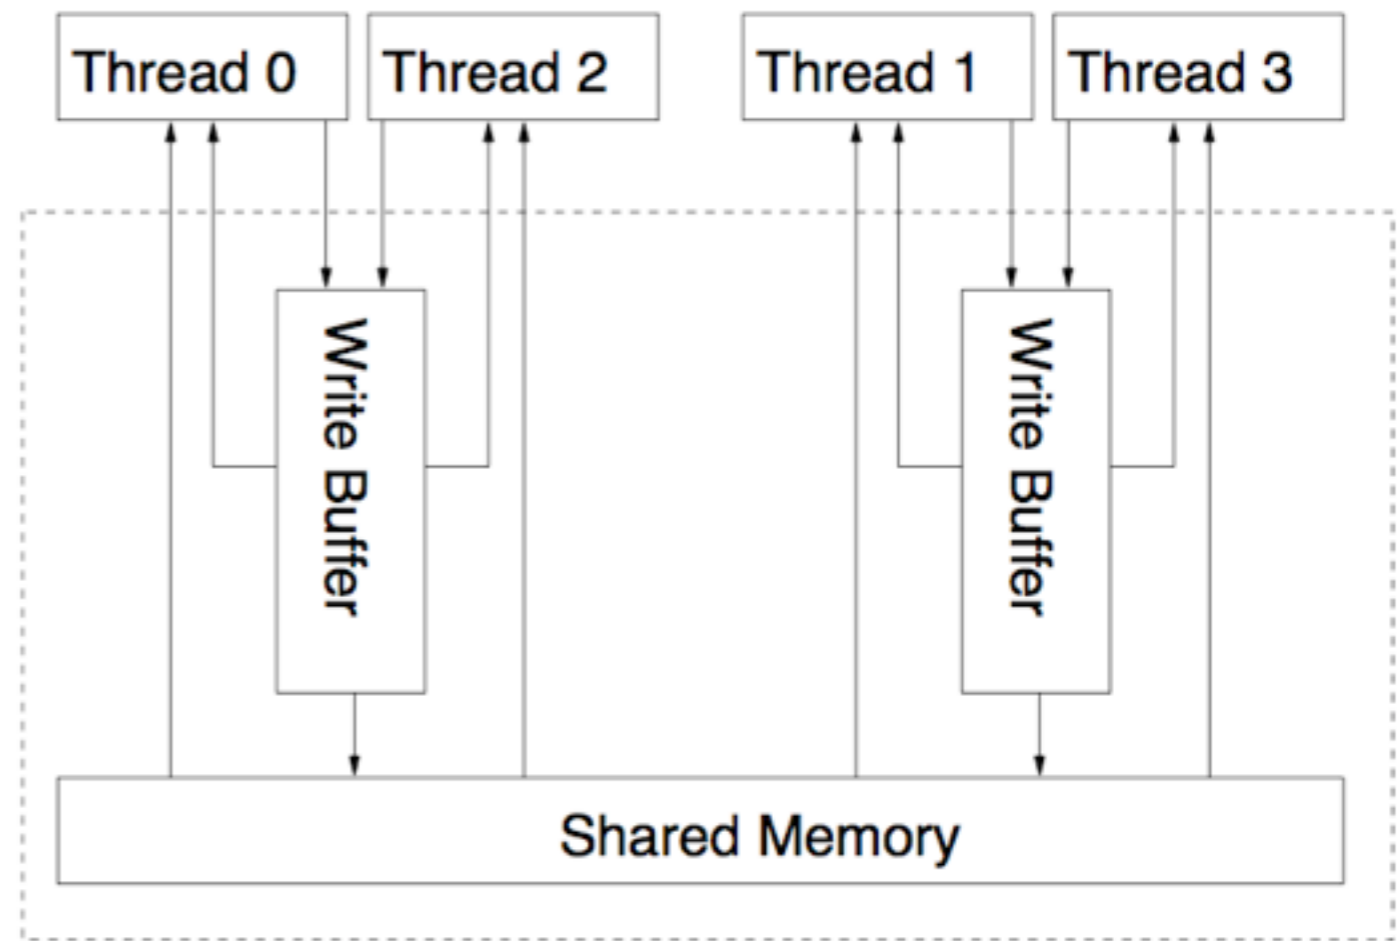 Thread 0
Thread 2
Thread 1
Thread 3
Write Buffer
Write Buffer
Shared Memory